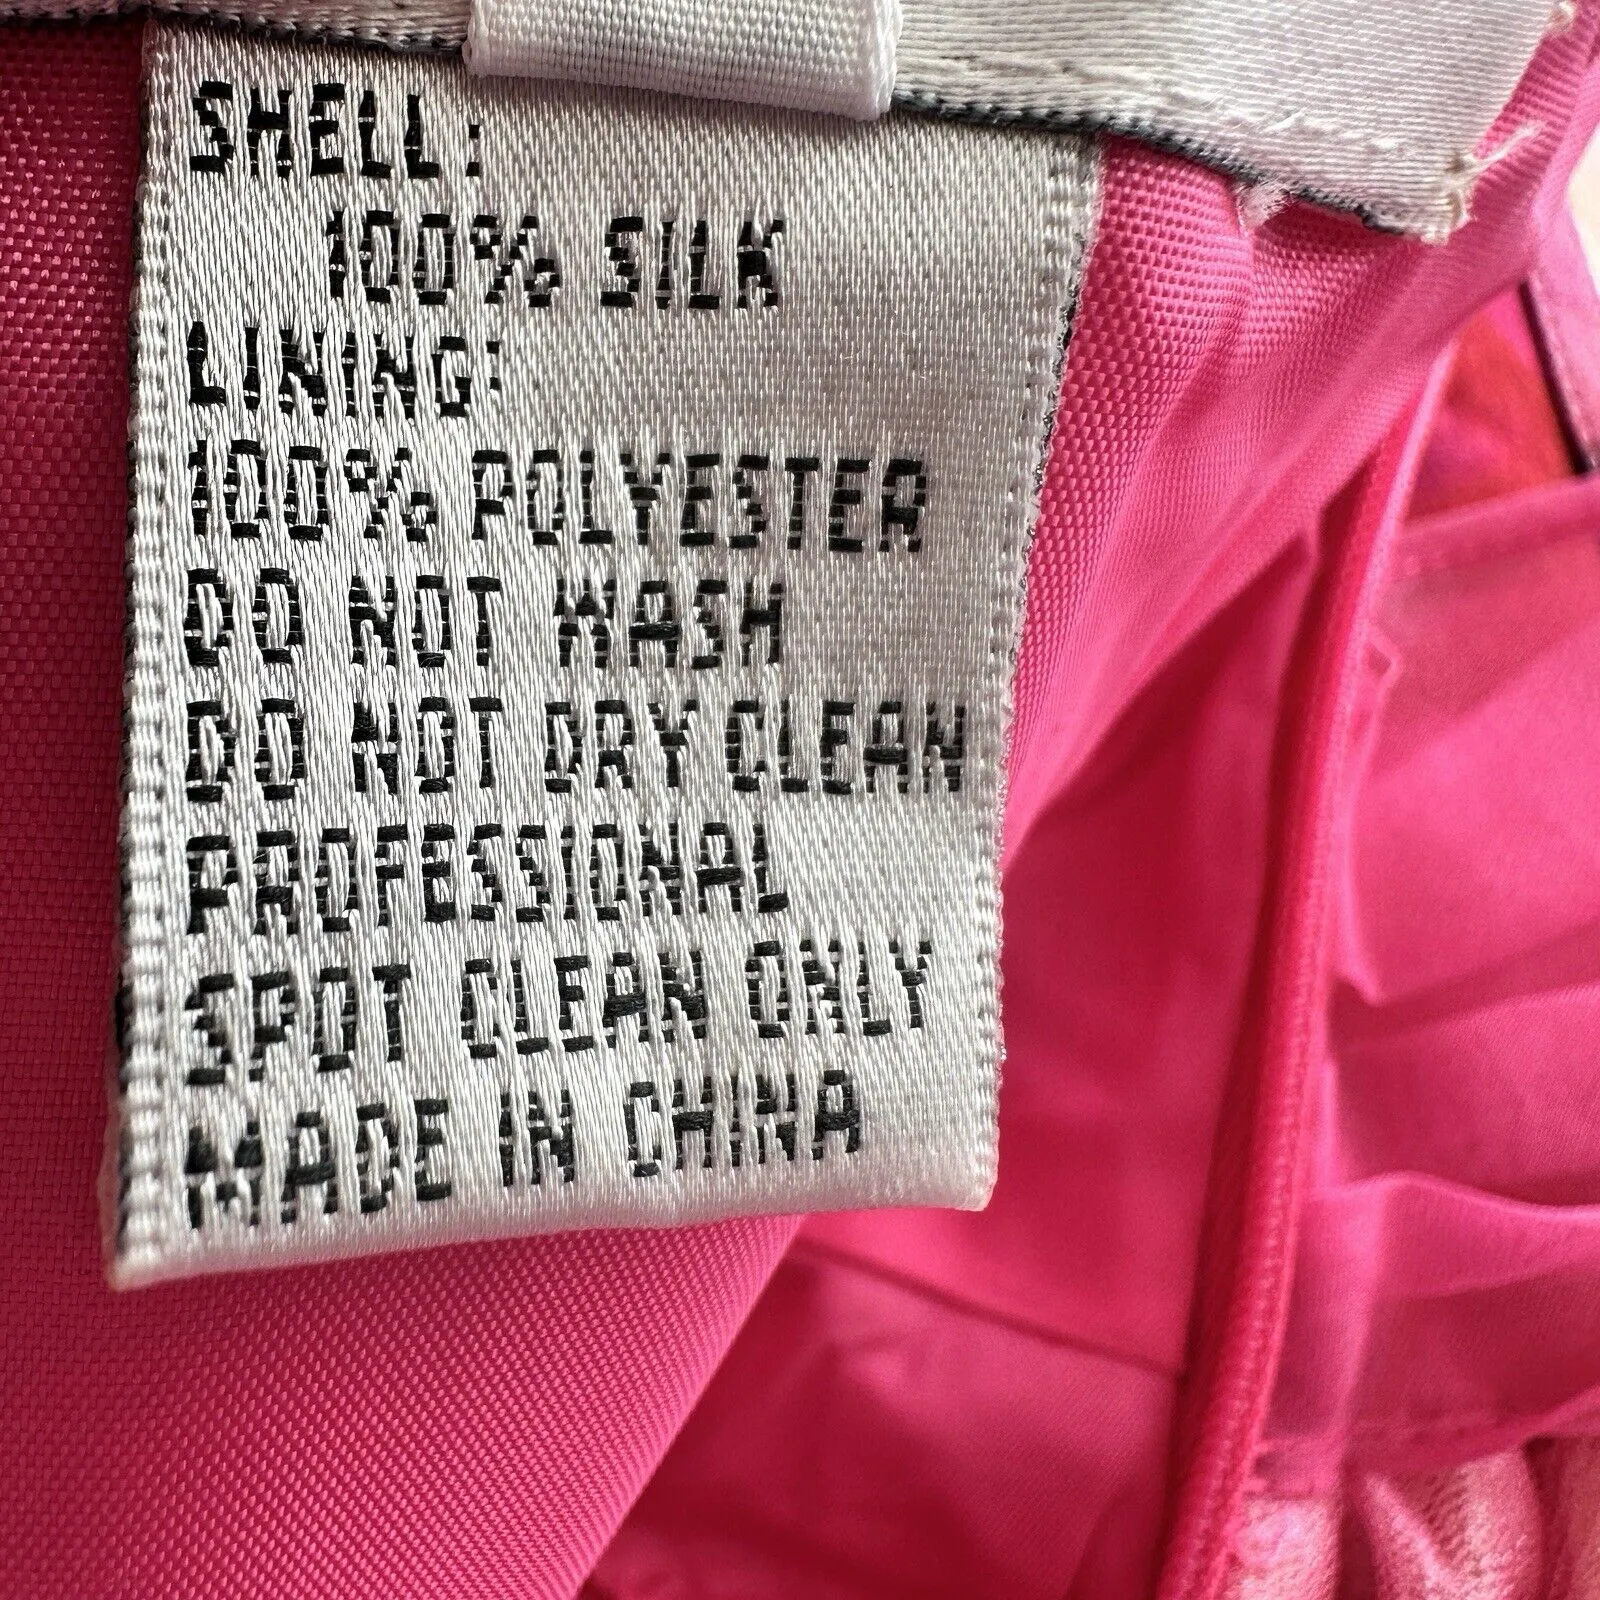 SHELL:
100% SILK
LINING:
100% POLYESTER
DO NOT WASH
DO NOT DRY CLEAN
PROFESSIONAL
SPOT CLEAN ONLY
MADE IN CHINA